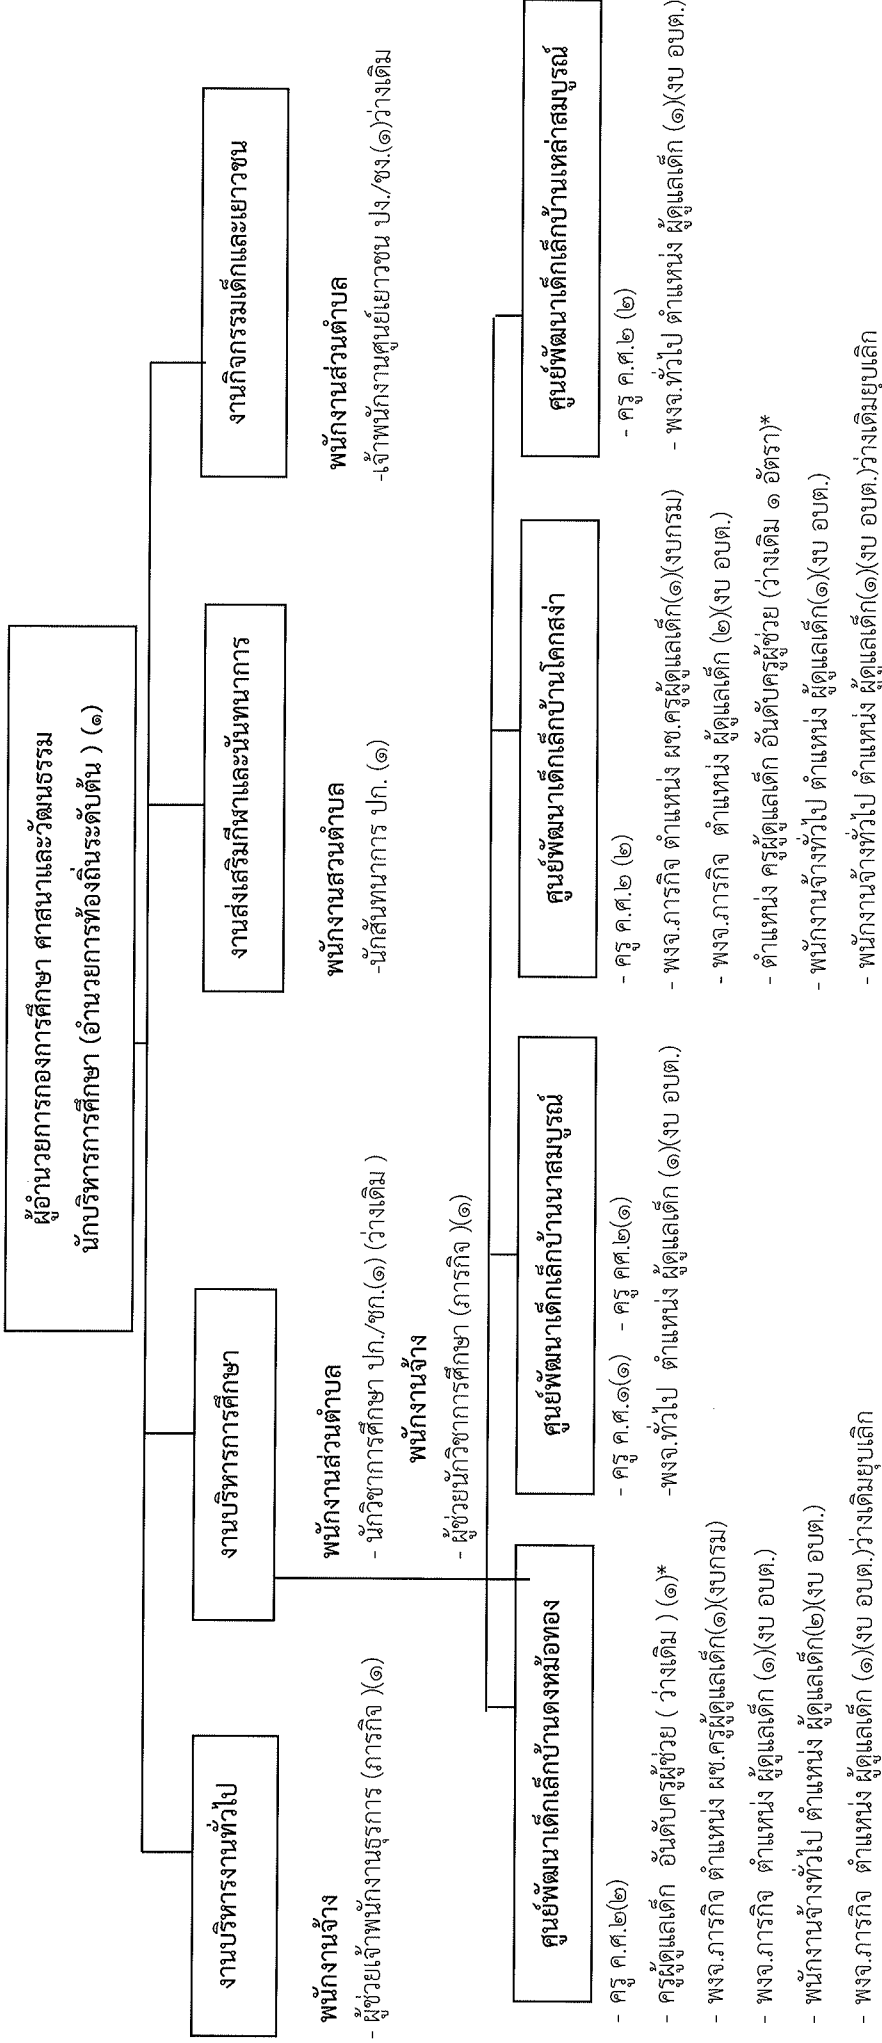 ผู้อำนวยการกองการศึกษา ศาสนาและวัฒนธรรม
นักบริหารการศึกษา (อำนวยการท้องถิ่นระดับต้น ) (๑)
งานบริหารงานทั่วไป
พนักงานจ้าง
- ผู้ช่วยเจ้าพนักงานธุรการ (ภารกิจ )(๑)
งานบริหารการศึกษา
พนักงานส่วนตำบล
- นักวิชาการศึกษา ปก./ชก.(๑) (ว่างเดิม )
พนักงานจ้าง
- ผู้ช่วยนักวิชาการศึกษา (ภารกิจ )(๑)
งานส่งเสริมกีฬาและนันทนาการ
พนักงานสวนตำบล
-นักสันทนาการ ปก. (๑)
งานกิจกรรมเด็กและเยาวชน
พนักงานส่วนตำบล
-เจ้าพนักงานศูนย์เยาวชน ปง./ชง.(๑)ว่างเดิม
ศูนย์พัฒนาเด็กเล็กบ้านดงหม้อทอง
- ครู ค.ศ.๒(๒)
- ครูผู้ดูแลเด็ก อันดับครูผู้ช่วย ( ว่างเดิม ) (๑)*
- พงจ.ภารกิจ ตำแหน่ง ผช.ครูผู้ดูแลเด็ก(๑)(งบกรม)
- พงจ.ภารกิจ ตำแหน่ง ผู้ดูแลเด็ก (๑)(งบ อบต.)
- พนักงานจ้างทั่วไป ตำแหน่ง ผู้ดูแลเด็ก(๒)(งบ อบต.)
- พงจ.ภารกิจ ตำแหน่ง ผู้ดูแลเด็ก (๑)(งบ อบต.)ว่างเดิมยุบเลิก
ศูนย์พัฒนาเด็กเล็กบ้านนาสมบูรณ์
- ครู ค.ศ.๑(๑) - ครู คศ.๒(๑)
-พงจ.ทั่วไป ตำแหน่ง ผู้ดูแลเด็ก (๑)(งบ อบต.)
ศูนย์พัฒนาเด็กเล็กบ้านโคกสง่า
- ครู ค.ศ.๒ (๒)
- พงจ.ภารกิจ ตำแหน่ง ผช.ครูผู้ดูแลเด็ก(๑)(งบกรม)
- พงจ.ภารกิจ ตำแหน่ง ผู้ดูแลเด็ก (๒)(งบ อบต.)
- ตำแหน่ง ครูผู้ดูแลเด็ก อันดับครูผู้ช่วย (ว่างเดิม ๑ อัตรา)*
- พนักงานจ้างทั่วไป ตำแหน่ง ผู้ดูแลเด็ก(๑)(งบ อบต.)
- พนักงานจ้างทั่วไป ตำแหน่ง ผู้ดูแลเด็ก(๑)(งบ อบต.)ว่างเดิมยุบเลิก
ศูนย์พัฒนาเด็กเล็กบ้านเหล่าสมบูรณ์
- ครู ค.ศ.๒ (๒)
- พงจ.ทั่วไป ตำแหน่ง ผู้ดูแลเด็ก (๑)(งบ อบต.)